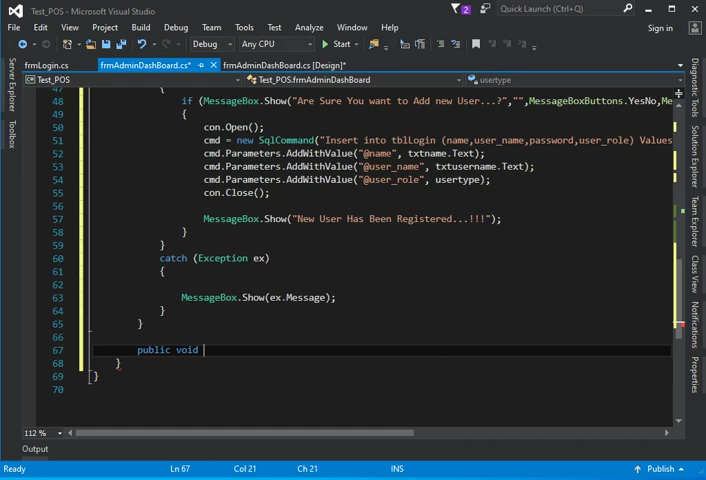 Test_POS - Microsoft Visual Studio
2
Quick Launch (Ctrl+Q)
File Edit View Project Build Debug Team Tools Test Analyze Window Help
Sign in
Debug Any CPU Start
frmLogin.cs frmAdminDashBoard.cs* frmAdminDashBoard.cs [Design]*
Test_POS Test_POS.frmAdminDashBoard usertype
47 {
48 if (MessageBox.Show("Are Sure You want to Add new User...?","",MessageBoxButtons.YesNo,Me
49 {
50 con.Open();
51 cmd = new SqlCommand("Insert into tblLogin (name,user_name,password,user_role) Values
52 cmd.Parameters.AddWithValue("@name", txtname.Text);
53 cmd.Parameters.AddWithValue("@user_name", txtusername.Text);
54 cmd.Parameters.AddWithValue("@user_role", usertype);
55 con.Close();
56
57 MessageBox.Show("New User Has Been Registered...!!!");
58 }
59 }
60 catch (Exception ex)
61 {
62
63 MessageBox.Show(ex.Message);
64 }
65 }
66
67 public void
68 }
69 }
70
112 %
Output
Ready Ln 67 Col 21 Ch 21 INS Publish
Server Explorer
Toolbox
Diagnostic Tools
Solution Explorer
Team Explorer
Class View
Notifications
Properties